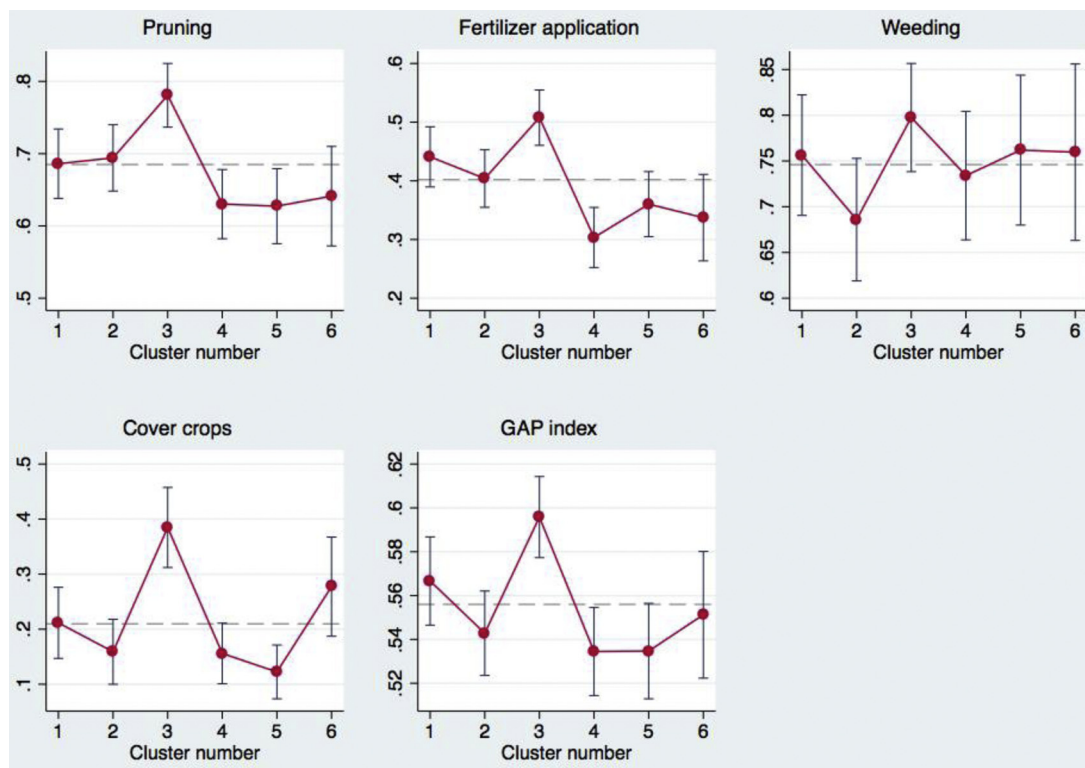 Pruning
.8
.7
.6
.5
1 2 3 4 5 6
Cluster number
Fertilizer application
.6
.5
.4
.3
.2
1 2 3 4 5 6
Cluster number
Weeding
.85
.8
.75
.7
.65
.6
1 2 3 4 5 6
Cluster number
Cover crops
.5
.4
.3
.2
.1
1 2 3 4 5 6
Cluster number
GAP index
.62
.6
.58
.56
.54
.52
1 2 3 4 5 6
Cluster number